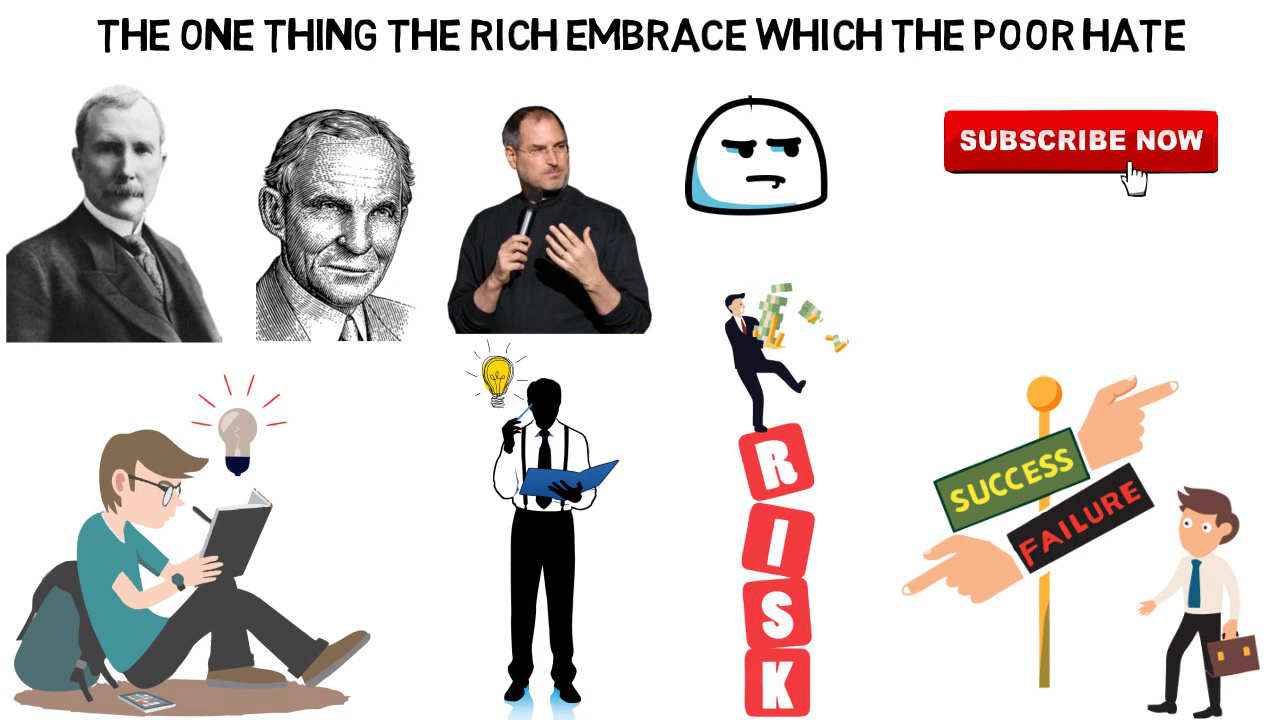 THE ONE THING THE RICH EMBRACE WHICH THE POOR HATE
SUBSCRIBE NOW
R
I
S
K
SUCCESS
FAILURE